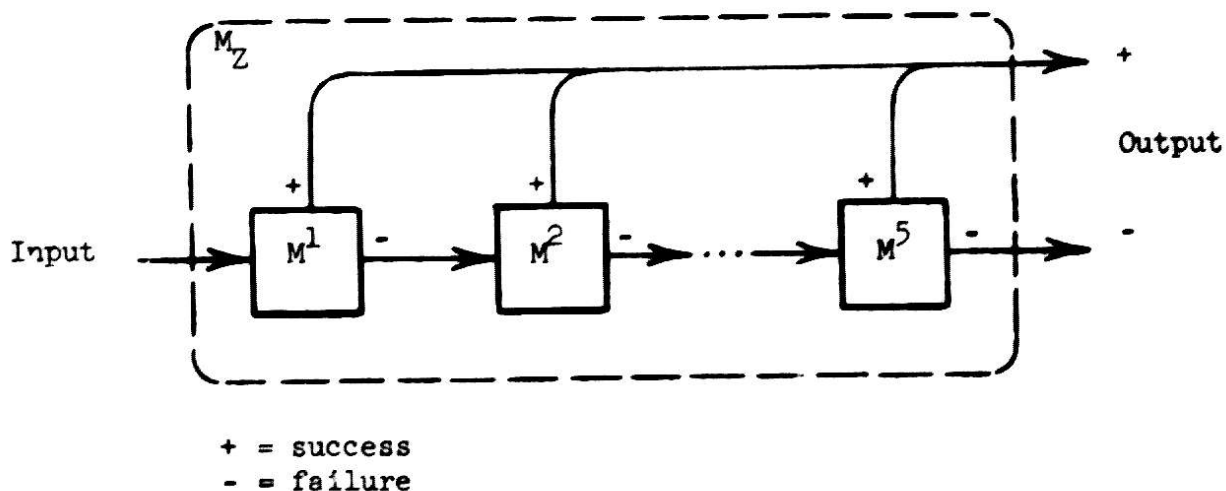 M_Z
+
Output
+ + +
Input M^1 - M^2 - ... M^5 - -
+ = success
- = failure